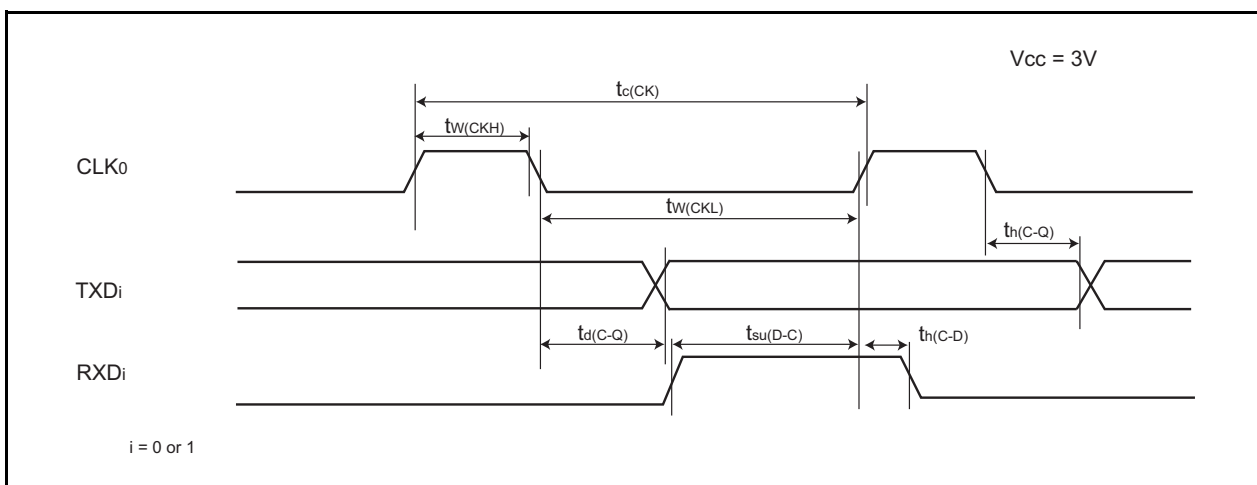 Vcc = 3V
tc(CK)
tW(CKH)
CLK0
tW(CKL)
th(C-Q)
TXDi
td(C-Q)
tsu(D-C)
th(C-D)
RXDi
i = 0 or 1